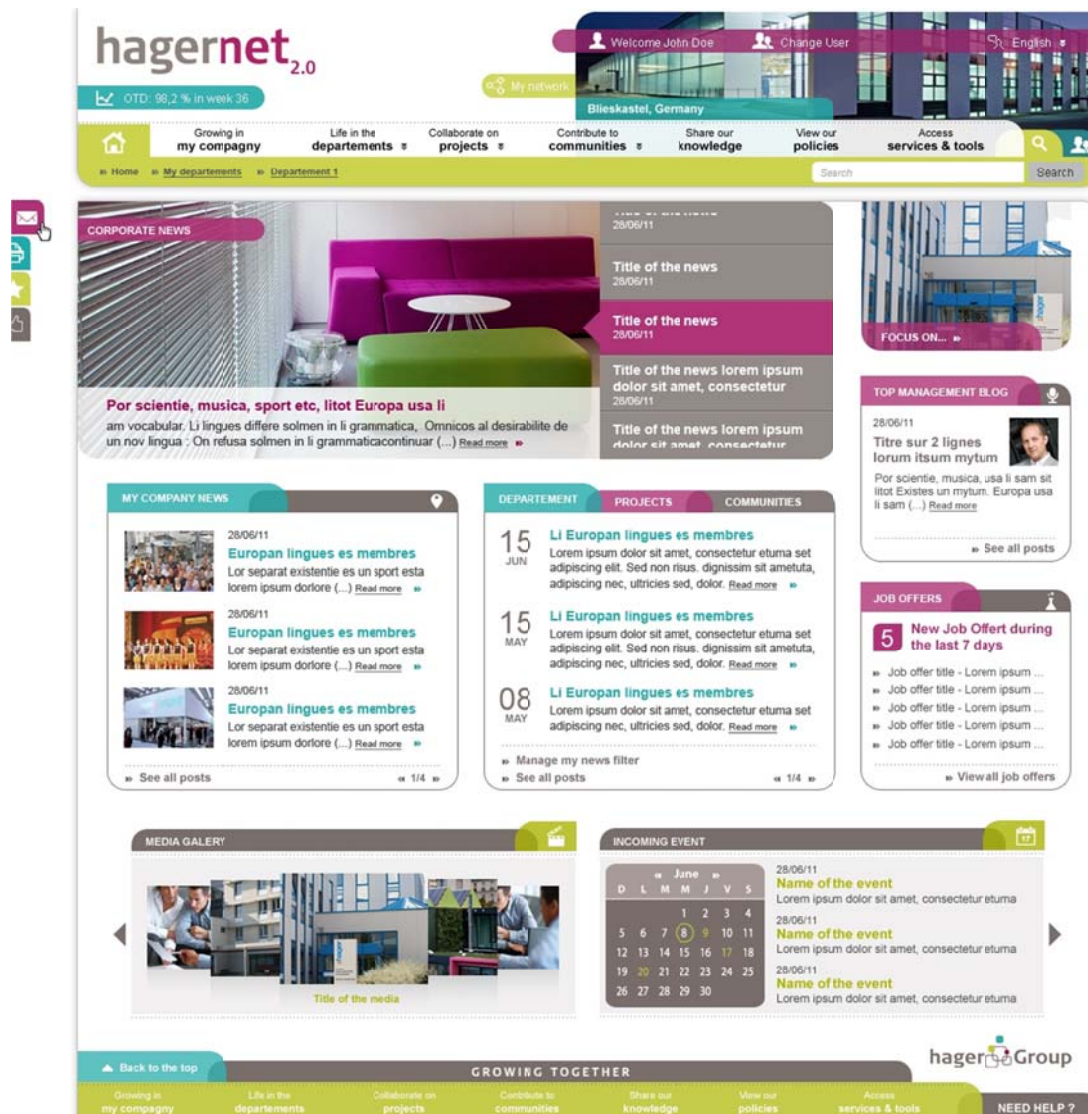 hagernet 2.0
Welcome John Doe
Change User
English
OTD: 98,2 % in week 36
My network
Blieskastel, Germany
Growing in
my compagny
Life in the
departements
Collaborate on
projects
Contribute to
communities
Share our
knowledge
View our
policies
Access
services & tools
Home
My departements
Departement 1
Search
Search
CORPORATE NEWS
28/06/11
Title of the news
28/06/11
Title of the news
28/06/11
Title of the news lorem ipsum
dolor sit amet, consectetur
28/06/11
Title of the news lorem ipsum
dolor sit amet, consectetur
Por scientie, musica, sport etc, litot Europa usa li
am vocabular. Li lingues differe solmen in li grammatica, Omnicos al desirabilite de
un nov lingua : On refusa solmen in li grammaticacontinuar (...) Read more
FOCUS ON...
TOP MANAGEMENT BLOG
28/06/11
Titre sur 2 lignes
lorum itsum mytum
Por scientie, musica, usa li sam sit
litot Existes un mytum. Europa usa
li sam (...) Read more
See all posts
MY COMPANY NEWS
28/06/11
Europan lingues es membres
Lor separat existentie es un sport esta
lorem ipsum dorlore (...) Read more
28/06/11
Europan lingues es membres
Lor separat existentie es un sport esta
lorem ipsum dorlore (...) Read more
28/06/11
Europan lingues es membres
Lor separat existentie es un sport esta
lorem ipsum dorlore (...) Read more
See all posts
1/4
DEPARTEMENT
PROJECTS
COMMUNITIES
15
JUN
Li Europan lingues es membres
Lorem ipsum dolor sit amet, consectetur etuma set
adipiscing elit. Sed non risus. dignissim sit ametuta,
adipiscing nec, ultricies sed, dolor. Read more
15
MAY
Li Europan lingues es membres
Lorem ipsum dolor sit amet, consectetur etuma set
adipiscing elit. Sed non risus. dignissim sit ametuta,
adipiscing nec, ultricies sed, dolor. Read more
08
MAY
Li Europan lingues es membres
Lorem ipsum dolor sit amet, consectetur etuma set
adipiscing nec, ultricies sed, dolor. Read more
Manage my news filter
See all posts
1/4
JOB OFFERS
5
New Job Offert during
the last 7 days
Job offer title - Lorem ipsum ...
Job offer title - Lorem ipsum ...
Job offer title - Lorem ipsum ...
Job offer title - Lorem ipsum ...
Job offer title - Lorem ipsum ...
View all job offers
MEDIA GALERY
:hager
Title of the media
INCOMING EVENT
17
June
D L M M J V S
1 2 3 4
5 6 7 8 9 10 11
12 13 14 15 16 17 18
19 20 21 22 23 24 25
26 27 28 29 30
28/06/11
Name of the event
Lorem ipsum dolor sit amet, consectetur etuma
28/06/11
Name of the event
Lorem ipsum dolor sit amet, consectetur etuma
28/06/11
Name of the event
Lorem ipsum dolor sit amet, consectetur etuma
hager Group
Back to the top
GROWING TOGETHER
Growing in
my compagny
Life in the
departements
Collaborate on
projects
Contribute to
communities
Share our
knowledge
View our
policies
Access
services & tools
NEED HELP ?